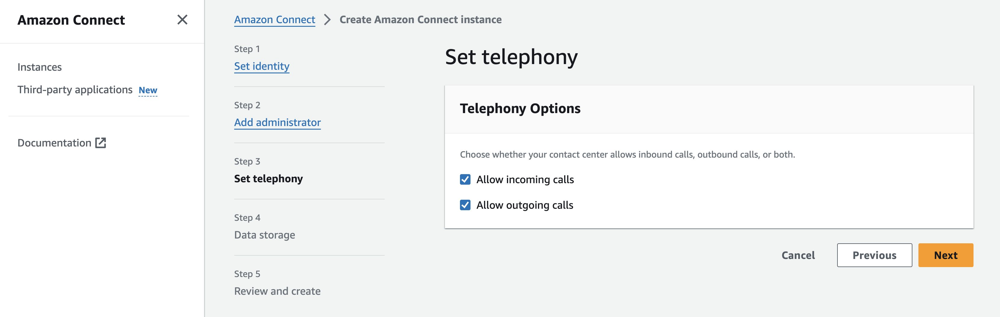 Amazon Connect
Instances
Third-party applications New
Documentation
Amazon Connect > Create Amazon Connect instance
Step 1
Set identity
Step 2
Add administrator
Step 3
Set telephony
Step 4
Data storage
Step 5
Review and create
Set telephony
Telephony Options
Choose whether your contact center allows inbound calls, outbound calls, or both.
Allow incoming calls
Allow outgoing calls
Cancel Previous Next